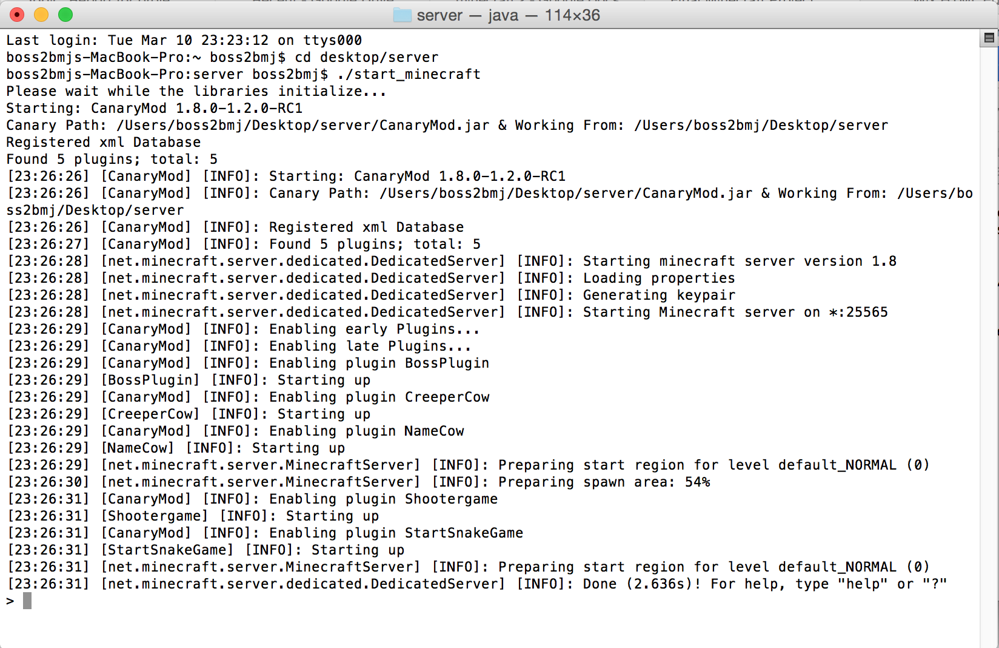 server — java — 114×36
Last login: Tue Mar 10 23:23:12 on ttys000
boss2bmjs-MacBook-Pro:~ boss2bmj$ cd desktop/server
boss2bmjs-MacBook-Pro:server boss2bmj$ ./start_minecraft
Please wait while the libraries initialize...
Starting: CanaryMod 1.8.0-1.2.0-RC1
Canary Path: /Users/boss2bmj/Desktop/server/CanaryMod.jar & Working From: /Users/boss2bmj/Desktop/server
Registered xml Database
Found 5 plugins; total: 5
[23:26:26] [CanaryMod] [INFO]: Starting: CanaryMod 1.8.0-1.2.0-RC1
[23:26:26] [CanaryMod] [INFO]: Canary Path: /Users/boss2bmj/Desktop/server/CanaryMod.jar & Working From: /Users/bo
ss2bmj/Desktop/server
[23:26:26] [CanaryMod] [INFO]: Registered xml Database
[23:26:27] [CanaryMod] [INFO]: Found 5 plugins; total: 5
[23:26:28] [net.minecraft.server.dedicated.DedicatedServer] [INFO]: Starting minecraft server version 1.8
[23:26:28] [net.minecraft.server.dedicated.DedicatedServer] [INFO]: Loading properties
[23:26:28] [net.minecraft.server.dedicated.DedicatedServer] [INFO]: Generating keypair
[23:26:28] [net.minecraft.server.dedicated.DedicatedServer] [INFO]: Starting Minecraft server on *:25565
[23:26:29] [CanaryMod] [INFO]: Enabling early Plugins...
[23:26:29] [CanaryMod] [INFO]: Enabling late Plugins...
[23:26:29] [CanaryMod] [INFO]: Enabling plugin BossPlugin
[23:26:29] [BossPlugin] [INFO]: Starting up
[23:26:29] [CanaryMod] [INFO]: Enabling plugin CreeperCow
[23:26:29] [CreeperCow] [INFO]: Starting up
[23:26:29] [CanaryMod] [INFO]: Enabling plugin NameCow
[23:26:29] [NameCow] [INFO]: Starting up
[23:26:29] [net.minecraft.server.MinecraftServer] [INFO]: Preparing start region for level default_NORMAL (0)
[23:26:30] [net.minecraft.server.MinecraftServer] [INFO]: Preparing spawn area: 54%
[23:26:31] [CanaryMod] [INFO]: Enabling plugin Shootergame
[23:26:31] [Shootergame] [INFO]: Starting up
[23:26:31] [CanaryMod] [INFO]: Enabling plugin StartSnakeGame
[23:26:31] [StartSnakeGame] [INFO]: Starting up
[23:26:31] [net.minecraft.server.MinecraftServer] [INFO]: Preparing start region for level default_NORMAL (0)
[23:26:31] [net.minecraft.server.dedicated.DedicatedServer] [INFO]: Done (2.636s)! For help, type "help" or "?"
>